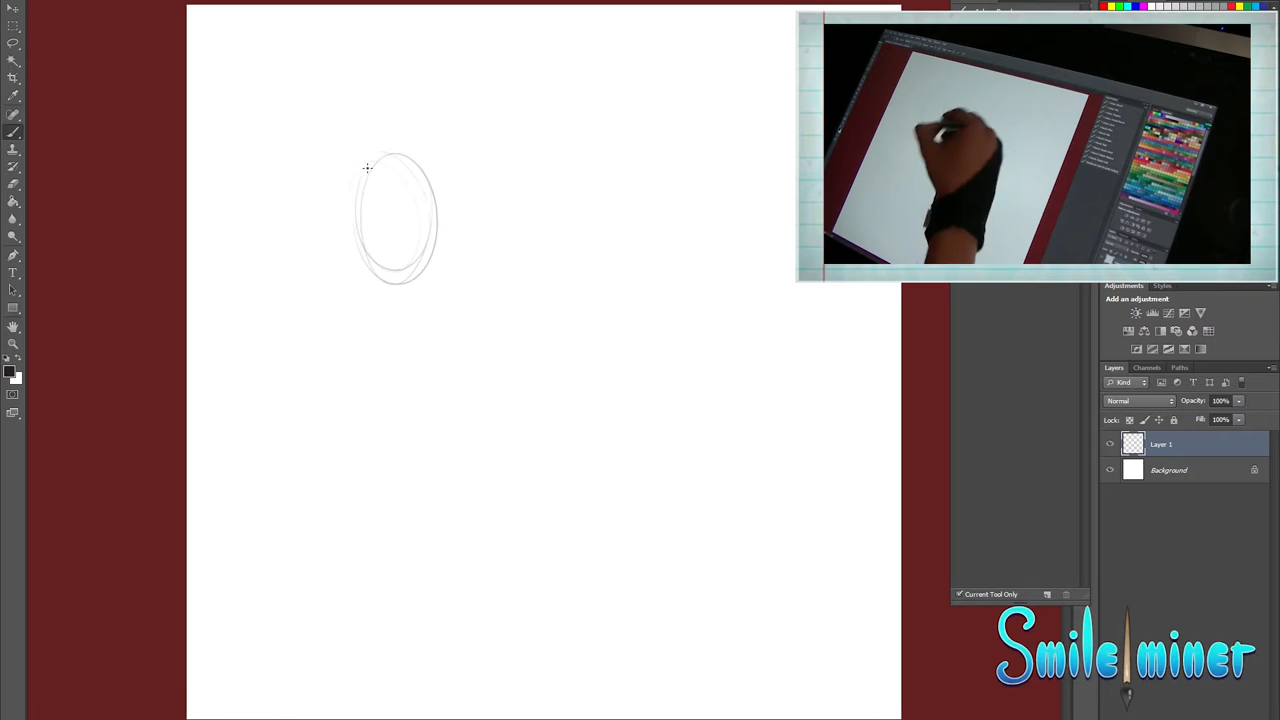 Adjustments Styles
Add an adjustment
Layers Channels Paths
Kind
Normal Opacity: 100%
Lock: Fill: 100%
Layer 1
Background
Current Tool Only
Smile miner